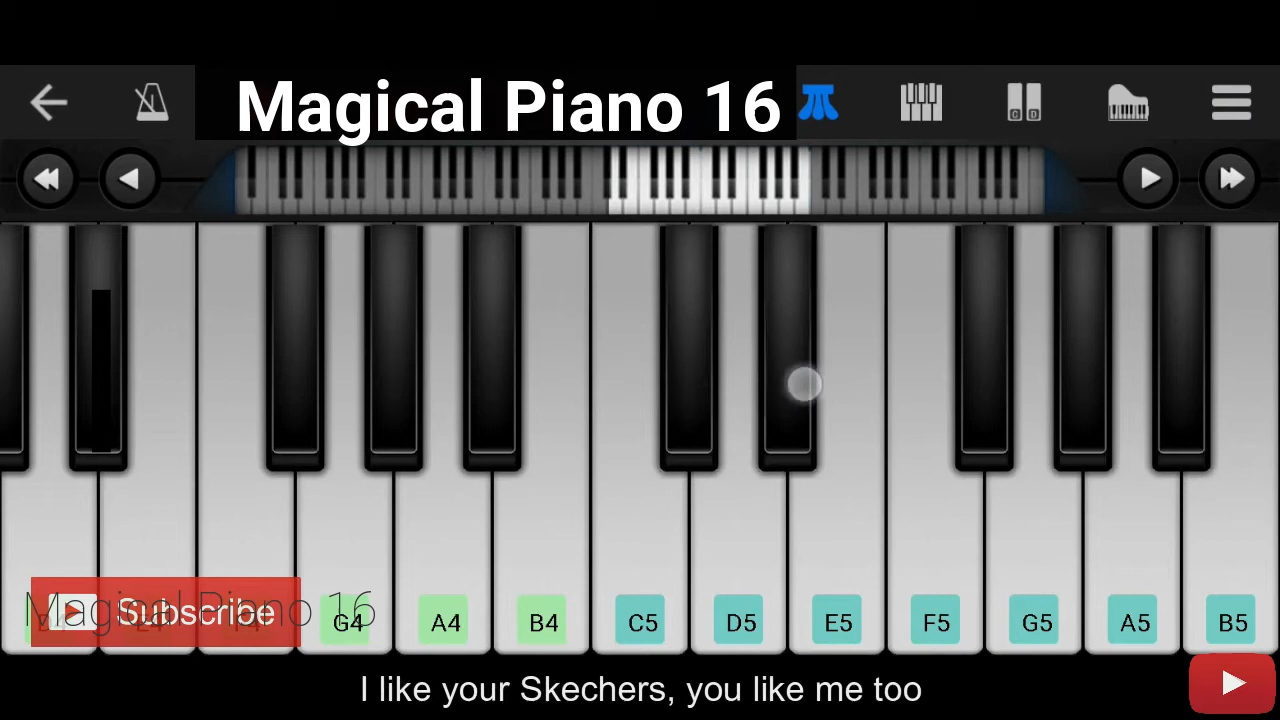 Magical Piano 16
Subscribe
Magical Piano 16
G4 A4 B4 C5 D5 E5 F5 G5 A5 B5
I like your Skechers, you like me too